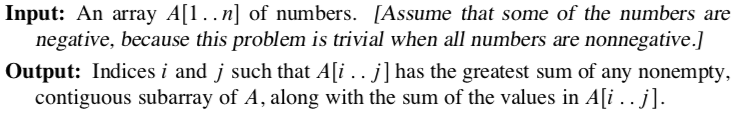 Input: An array A[1..n] of numbers. [Assume that some of the numbers are
negative, because this problem is trivial when all numbers are nonnegative.]
Output: Indices i and j such that A[i..j] has the greatest sum of any nonempty,
contiguous subarray of A, along with the sum of the values in A[i..j].